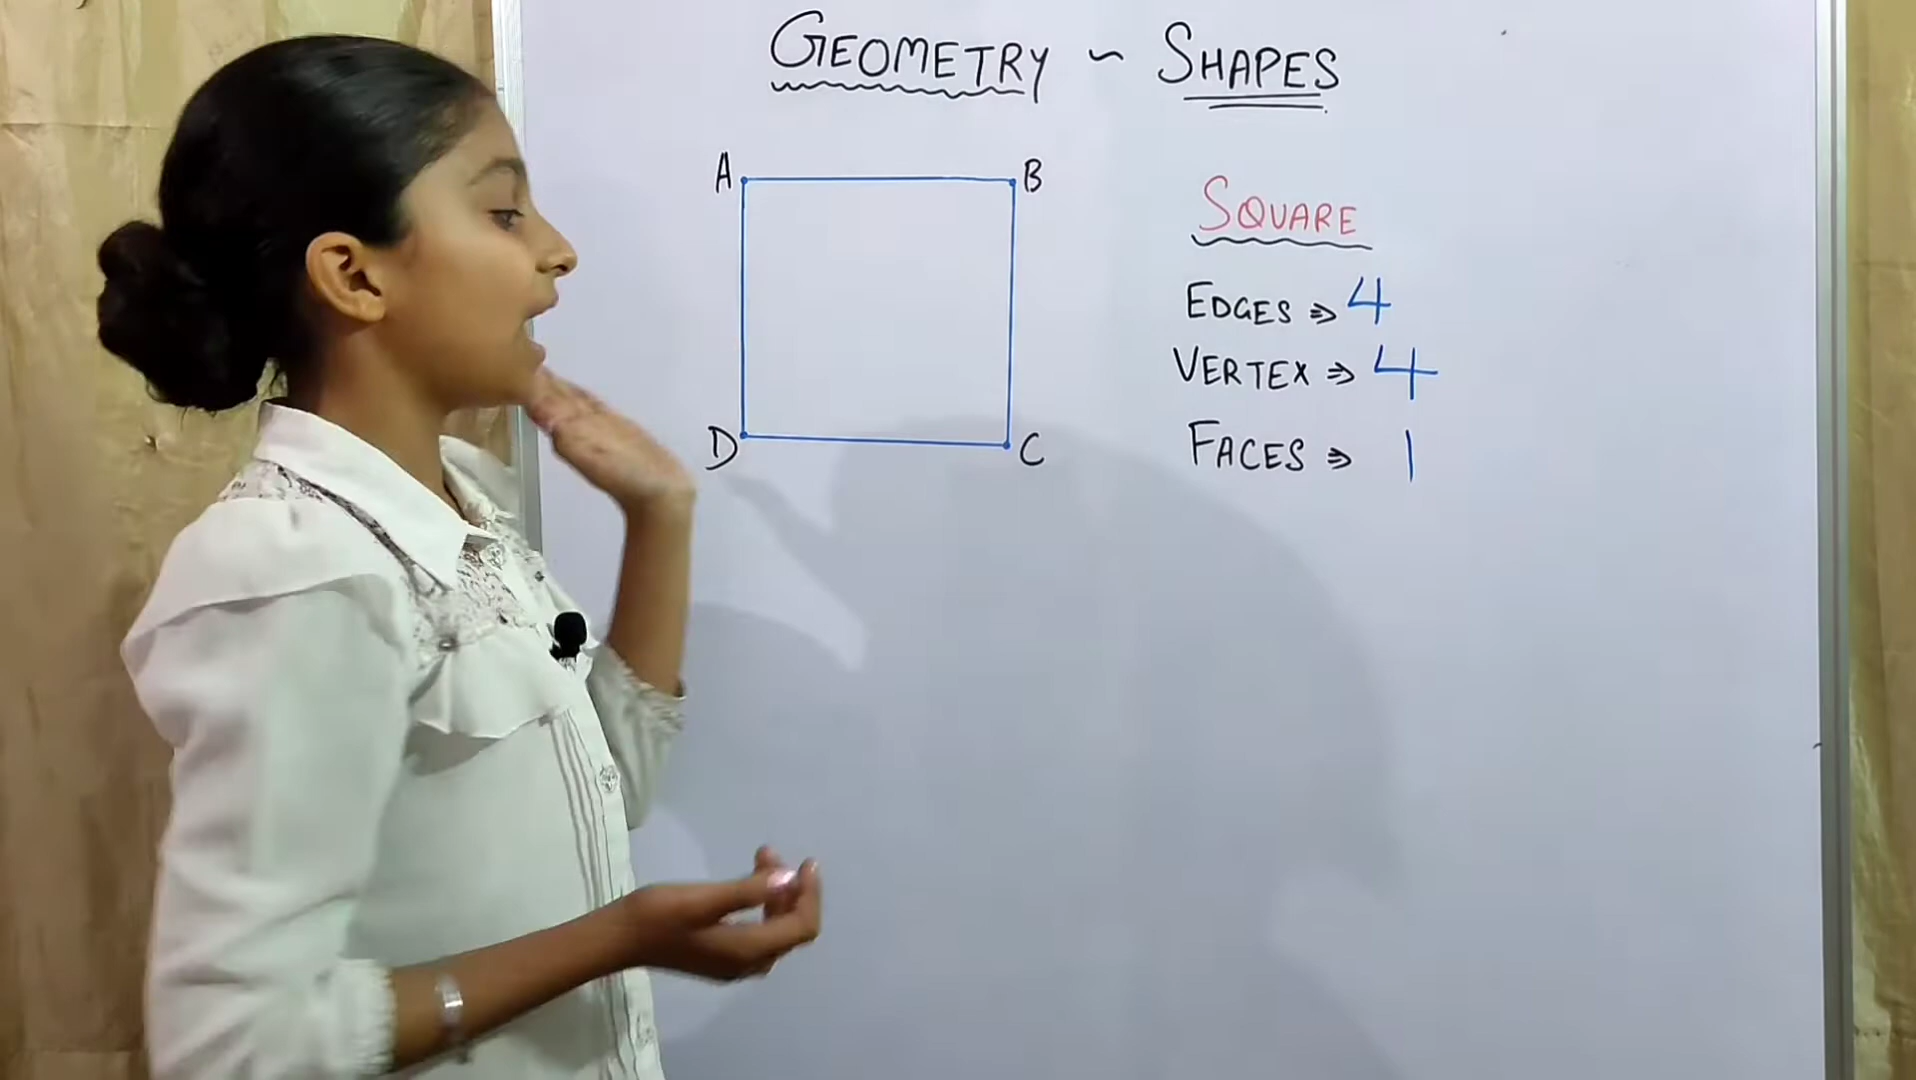 GEOMETRY ~ SHAPES
A B
D C
SQUARE
EDGES ⇒ 4
VERTEX ⇒ 4
FACES ⇒ 1